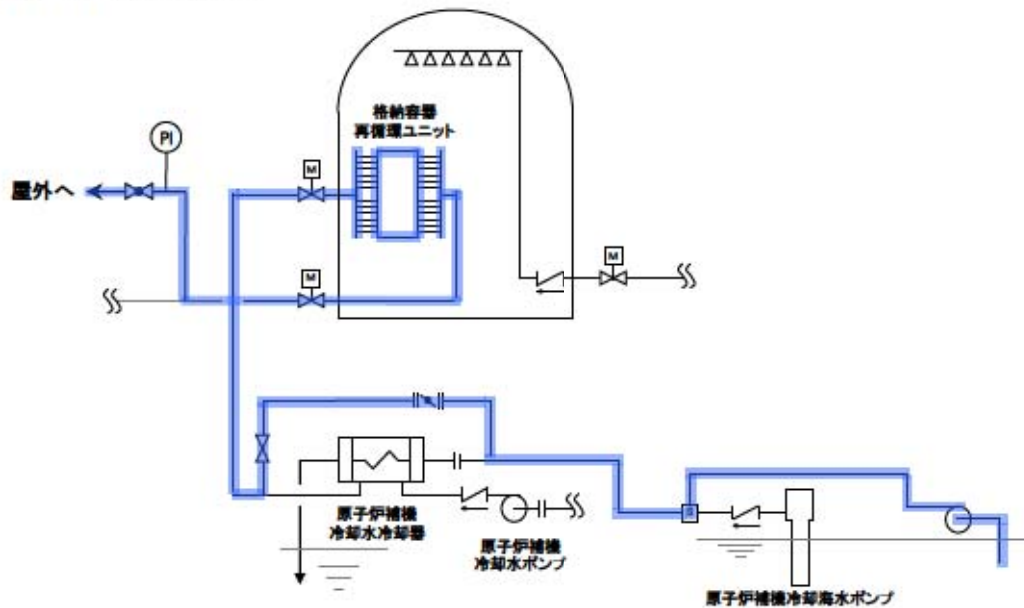 格納容器
再循環ユニット
PI
M
屋外へ
M
M
原子炉補機
冷却水冷却器
原子炉補機
冷却水ポンプ
原子炉補機冷却海水ポンプ